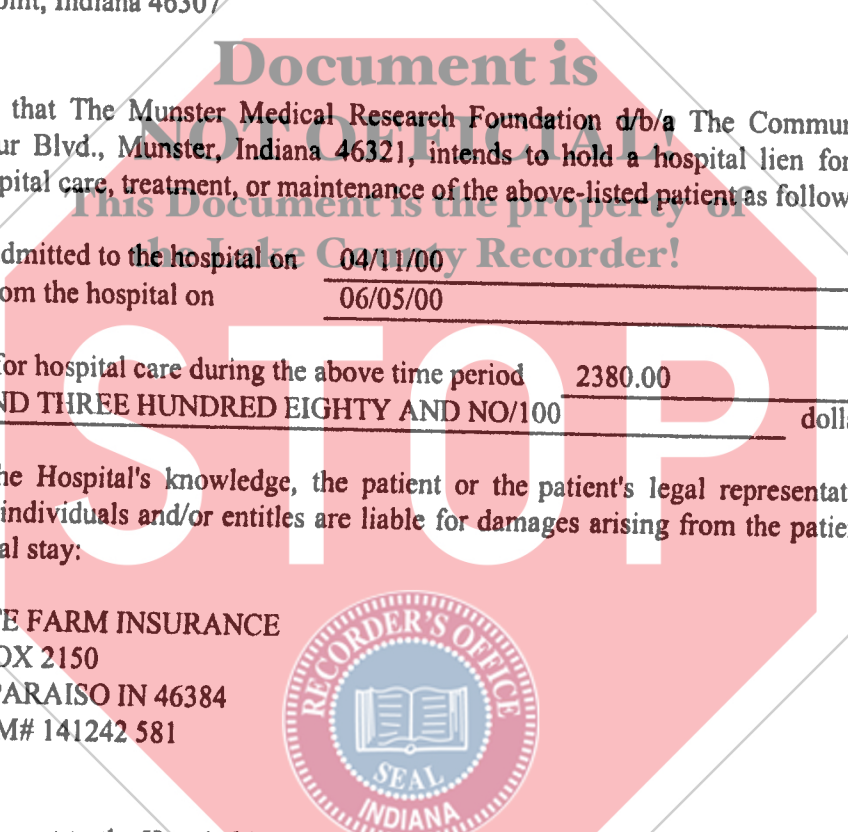 oint, Indiana 46307
Document is
NOT OFFICIAL!
that The Munster Medical Research Foundation d/b/a The Commun
ur Blvd., Munster, Indiana 46321, intends to hold a hospital lien for
pital care, treatment, or maintenance of the above-listed patient as follow
This Document is the property of
the Lake County Recorder!
dmitted to the hospital on 04/11/00
om the hospital on 06/05/00
STOP
for hospital care during the above time period 2380.00
ND THREE HUNDRED EIGHTY AND NO/100 doll
he Hospital's knowledge, the patient or the patient's legal representat
individuals and/or entitles are liable for damages arising from the patie
al stay:
E FARM INSURANCE
OX 2150
PARAISO IN 46384
M# 141242 581
RECORDER'S OFFICE
SEAL
INDIANA